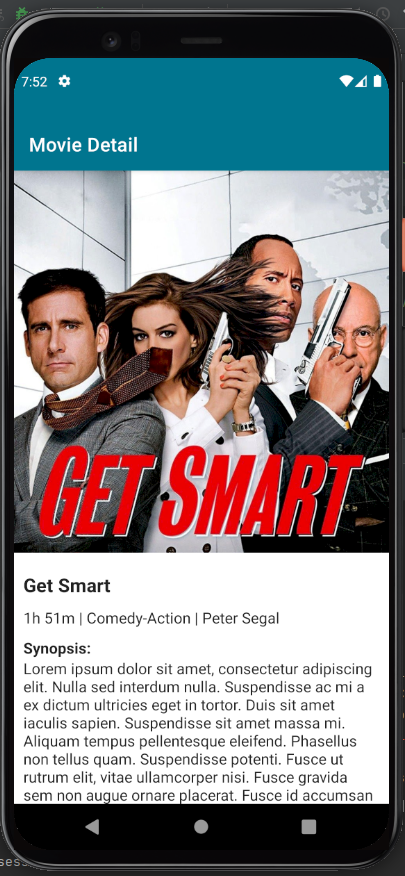 7:52
Movie Detail
GET SMART
Get Smart
1h 51m | Comedy-Action | Peter Segal
Synopsis:
Lorem ipsum dolor sit amet, consectetur adipiscing
elit. Nulla sed interdum nulla. Suspendisse ac mi a
ex dictum ultricies eget in tortor. Duis sit amet
iaculis sapien. Suspendisse sit amet massa mi.
Aliquam tempus pellentesque eleifend. Phasellus
non tellus quam. Suspendisse potenti. Fusce ut
rutrum elit, vitae ullamcorper nisi. Fusce gravida
sem non augue ornare placerat. Fusce id accumsan